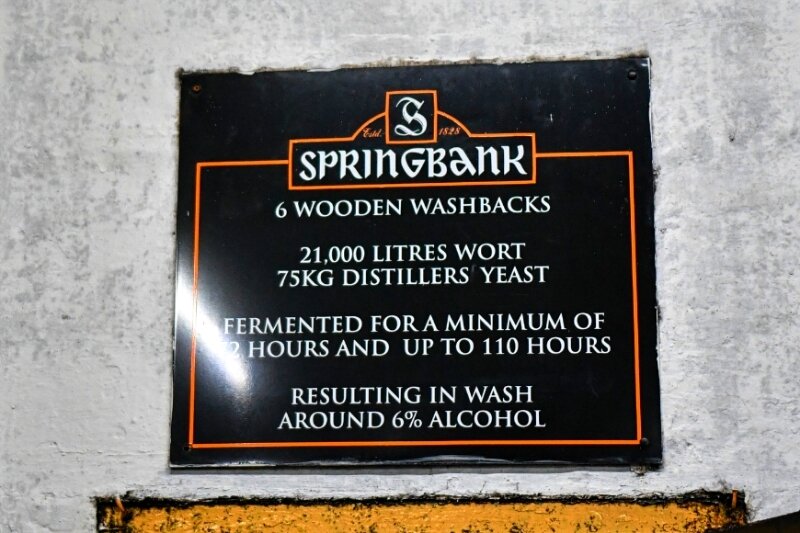 S
Estd. 1828
SPRINGBANK
6 WOODEN WASHBACKS
21,000 LITRES WORT
75KG DISTILLERS' YEAST
FERMENTED FOR A MINIMUM OF
HOURS AND UP TO 110 HOURS
RESULTING IN WASH
AROUND 6% ALCOHOL